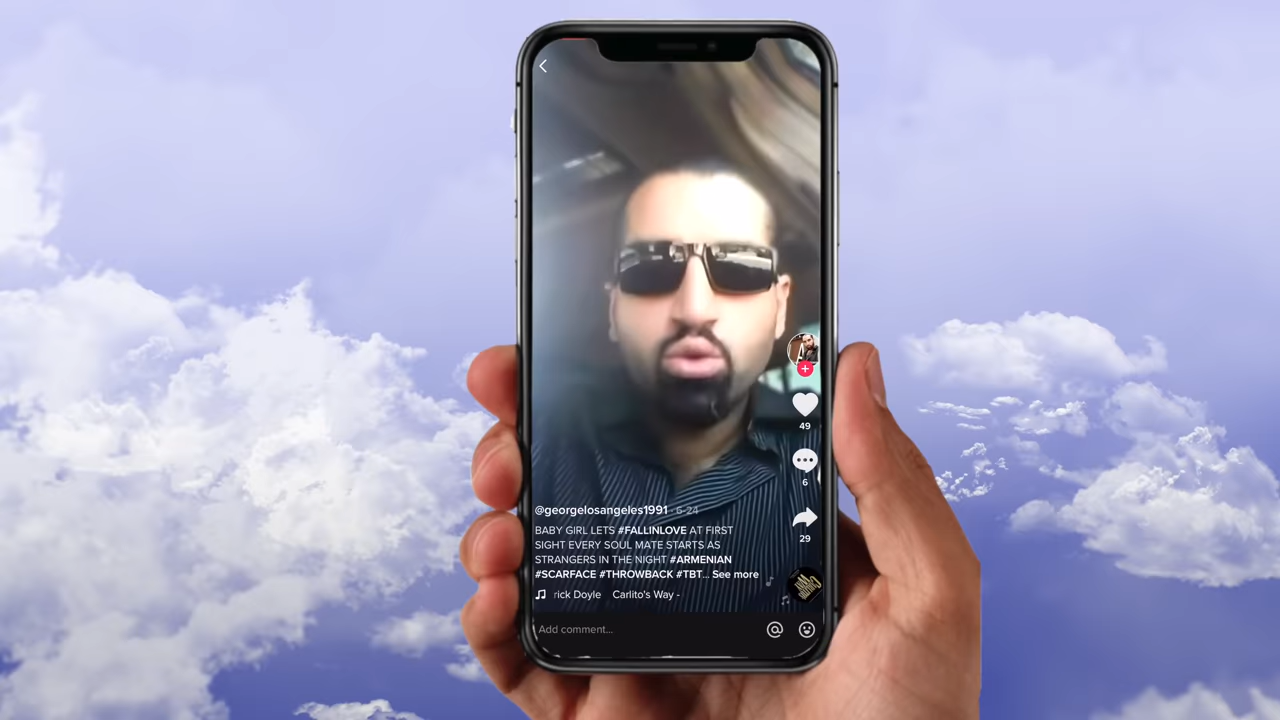 @georgelosangeles1991 · 6-24
BABY GIRL LETS #FALLINLOVE AT FIRST
SIGHT EVERY SOUL MATE STARTS AS
STRANGERS IN THE NIGHT #ARMENIAN
#SCARFACE #THROWBACK #TBT... See more
rick Doyle Carlito's Way -
49
6
29
Add comment...